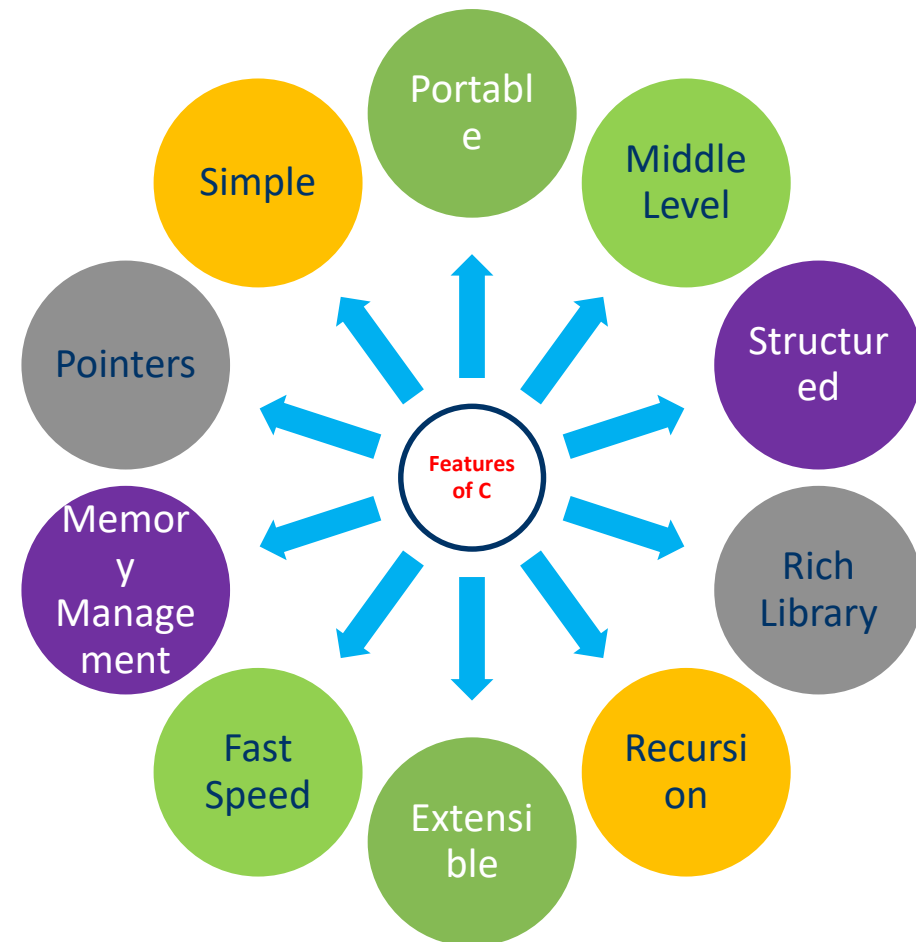 Portabl
e
Middle
Level
Structur
ed
Rich
Library
Recursi
on
Extensi
ble
Fast
Speed
Memor
y
Manage
ment
Pointers
Simple
Features
of C